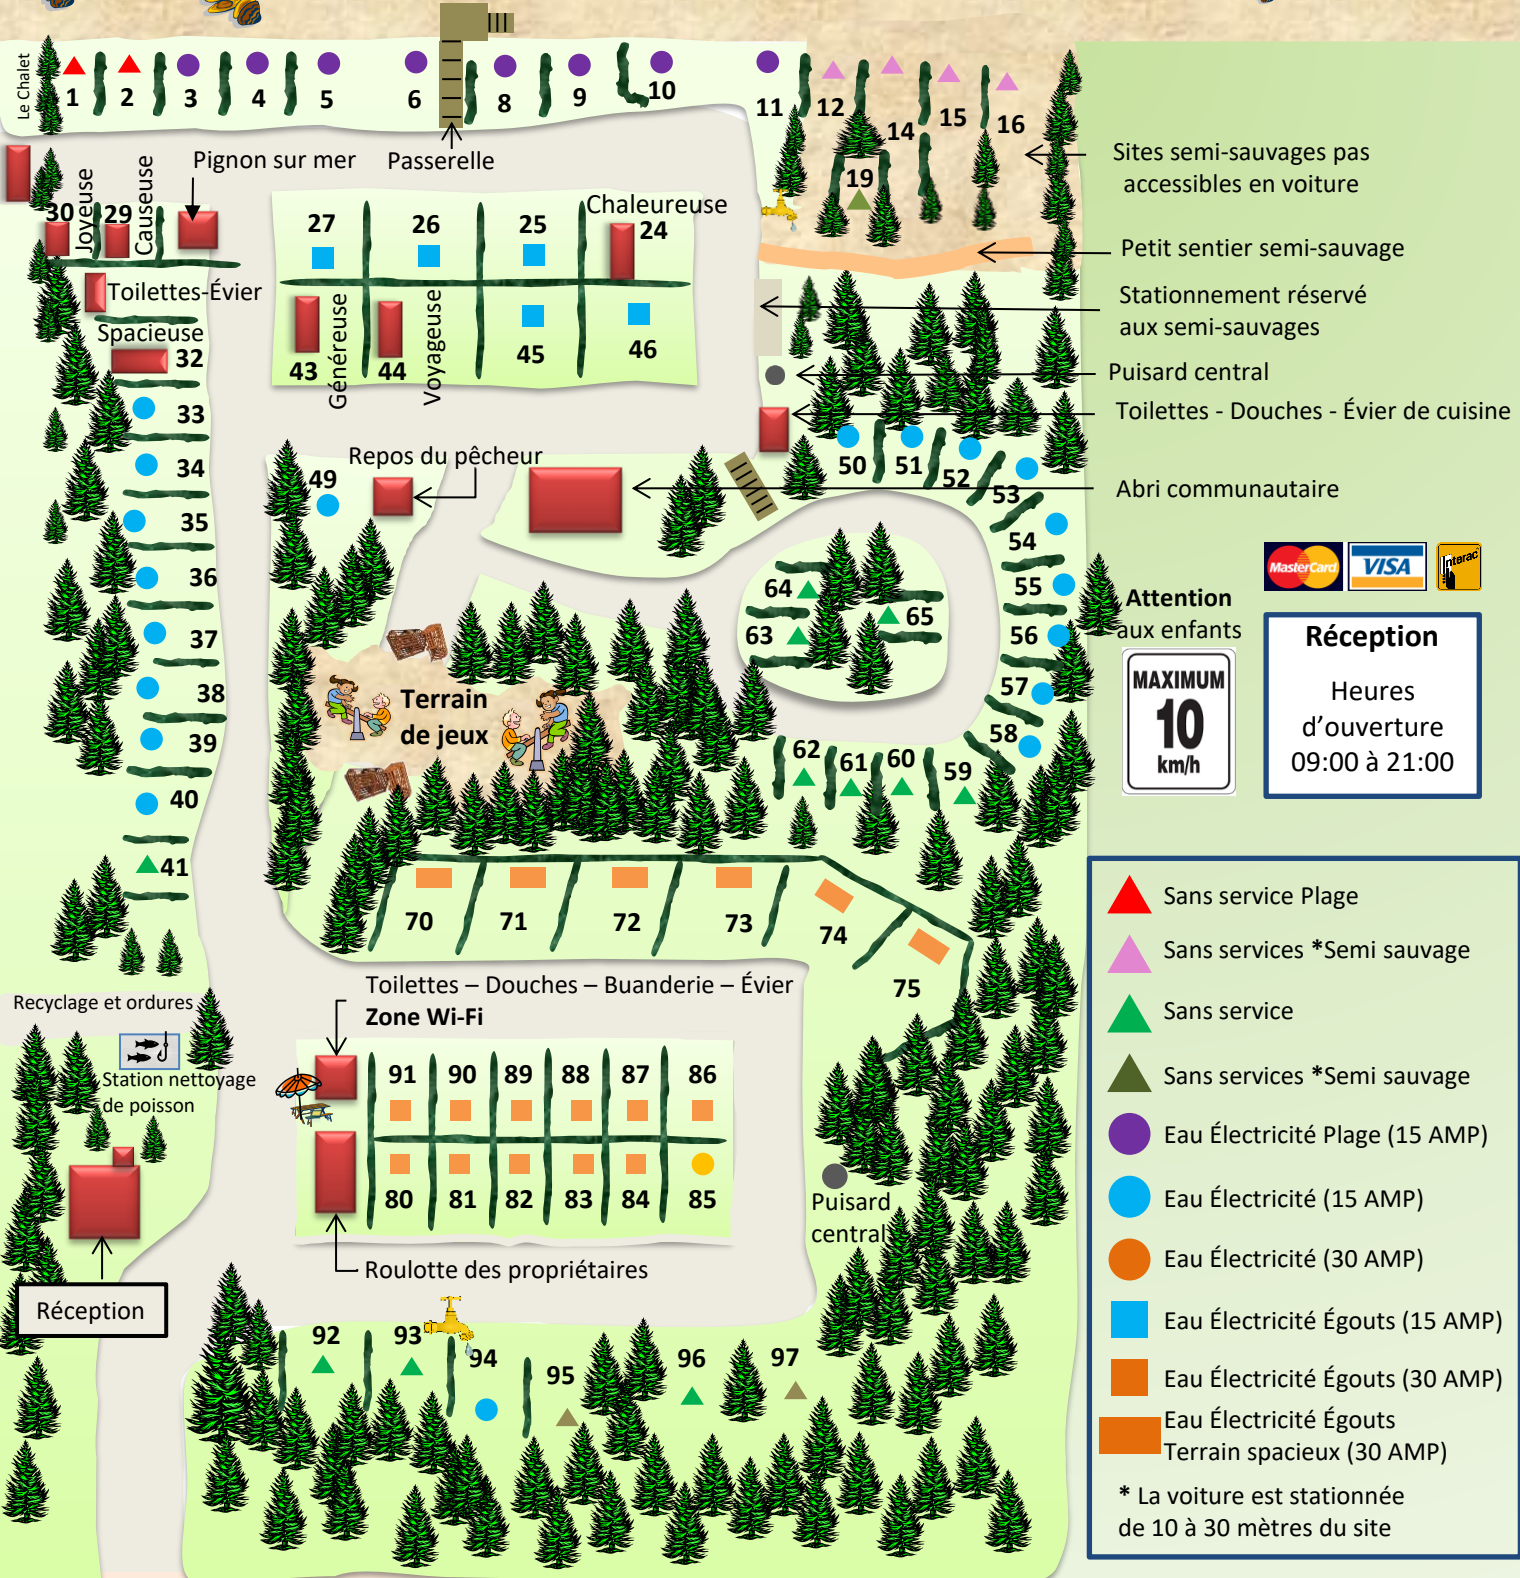 Le Chalet
1 2 3 4 5 6 8 9 10 11 12 14 15 16
19
Pignon sur mer
Passerelle
Sites semi-sauvages pas
accessibles en voiture
30 Joyeuse 29 Causeuse
27 26 25 Chaleureuse
24
Petit sentier semi-sauvage
Toilettes-Évier
Stationnement réservé
aux semi-sauvages
Spacieuse
32
43 Généreuse 44 Voyageuse 45 46
Puisard central
Toilettes - Douches - Évier de cuisine
33
34
35
36
37
38
39
40
41
49
Repos du pêcheur
50 51 52 53
54
55
56
57
58
Abri communautaire
64
65
63
62 61 60 59
MasterCard VISA Interac
Attention
aux enfants
MAXIMUM
10
km/h
Réception
Heures
d’ouverture
09:00 à 21:00
Terrain
de jeux
70 71 72 73 74
75
Sans service Plage
Sans services *Semi sauvage
Sans service
Sans services *Semi sauvage
Eau Électricité Plage (15 AMP)
Eau Électricité (15 AMP)
Eau Électricité (30 AMP)
Eau Électricité Égouts (15 AMP)
Eau Électricité Égouts (30 AMP)
Eau Électricité Égouts
Terrain spacieux (30 AMP)
* La voiture est stationnée
de 10 à 30 mètres du site
Recyclage et ordures
Station nettoyage
de poisson
Toilettes – Douches – Buanderie – Évier
Zone Wi-Fi
91 90 89 88 87 86
80 81 82 83 84 85
Puisard
central
Roulotte des propriétaires
Réception
92 93 94 95 96 97